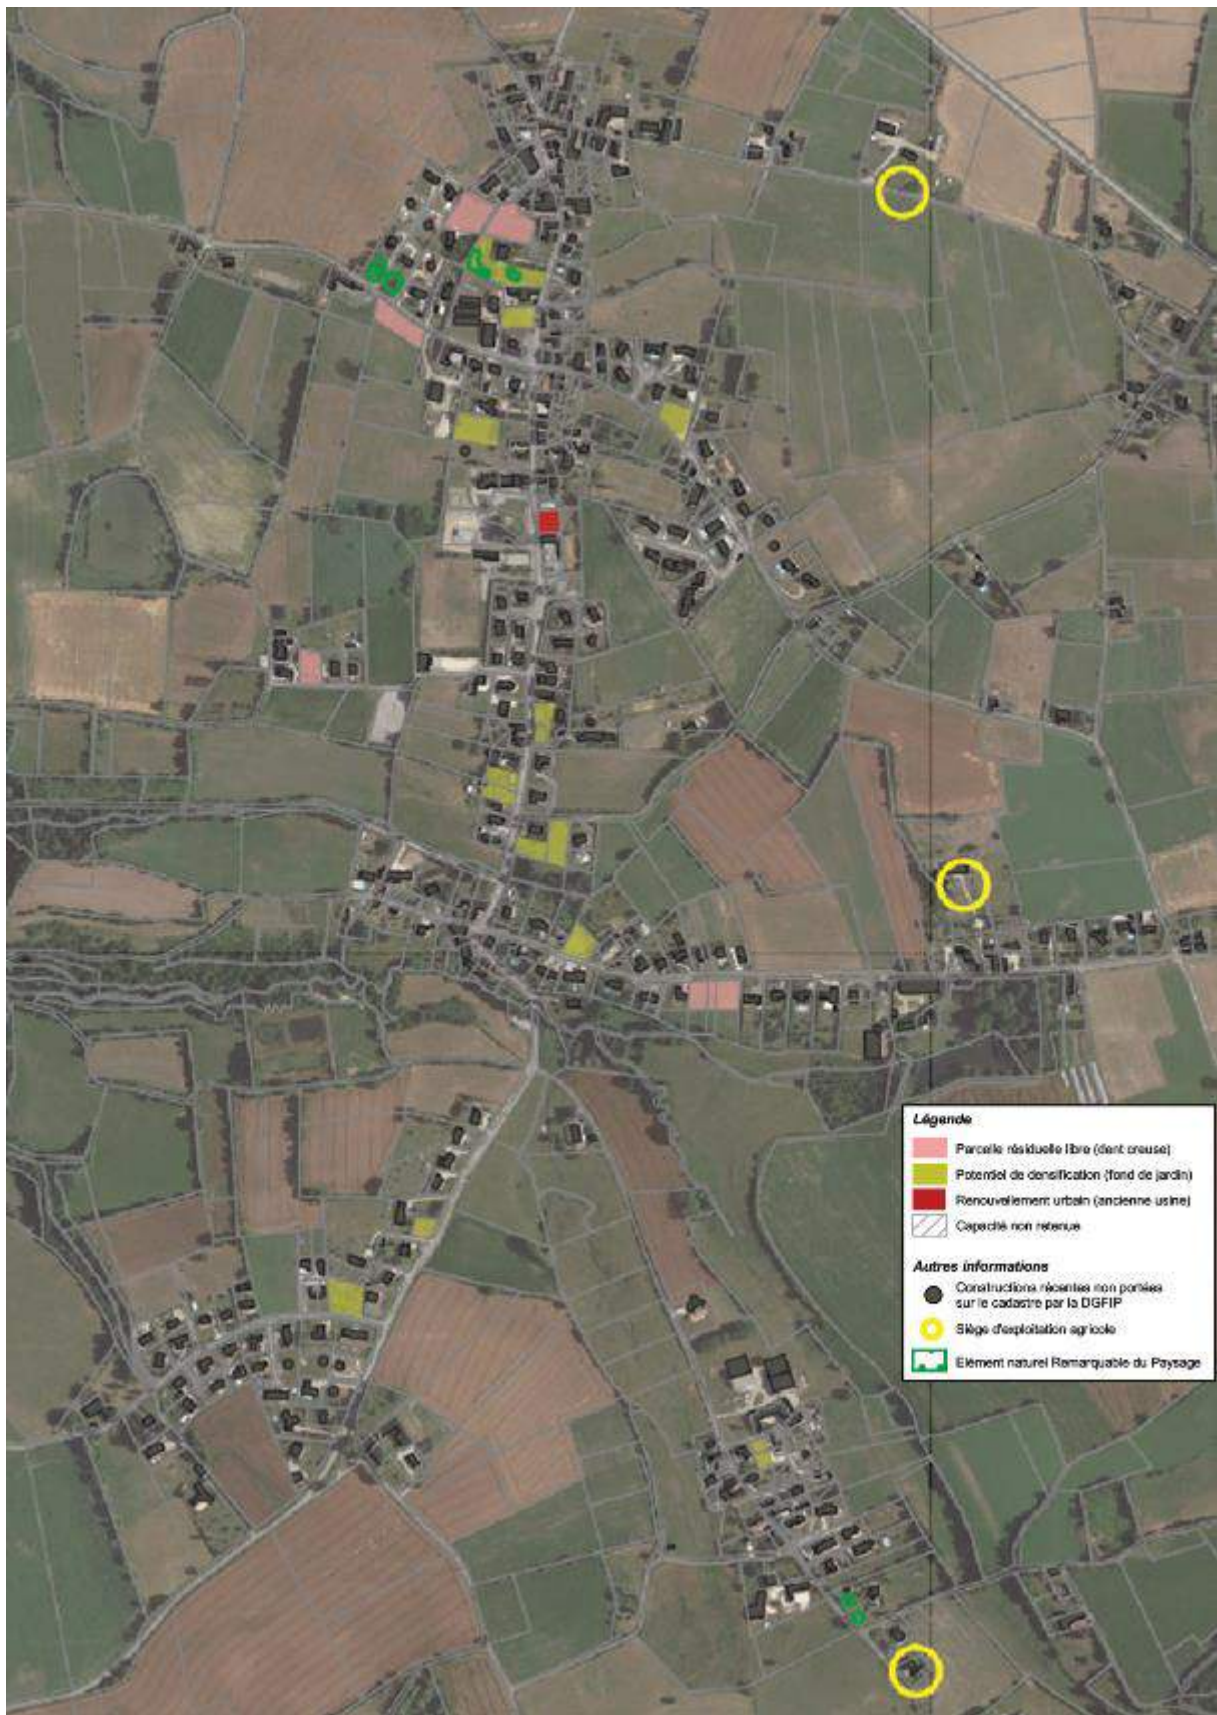 Légende
Parcelle résiduelle libre (dent creuse)
Potentiel de densification (fond de jardin)
Renouvellement urbain (ancienne usine)
Capacité non retenue
Autres informations
Constructions récentes non portées
sur le cadastre par la DGFIP
Siège d'exploitation agricole
Elément naturel Remarquable du Paysage